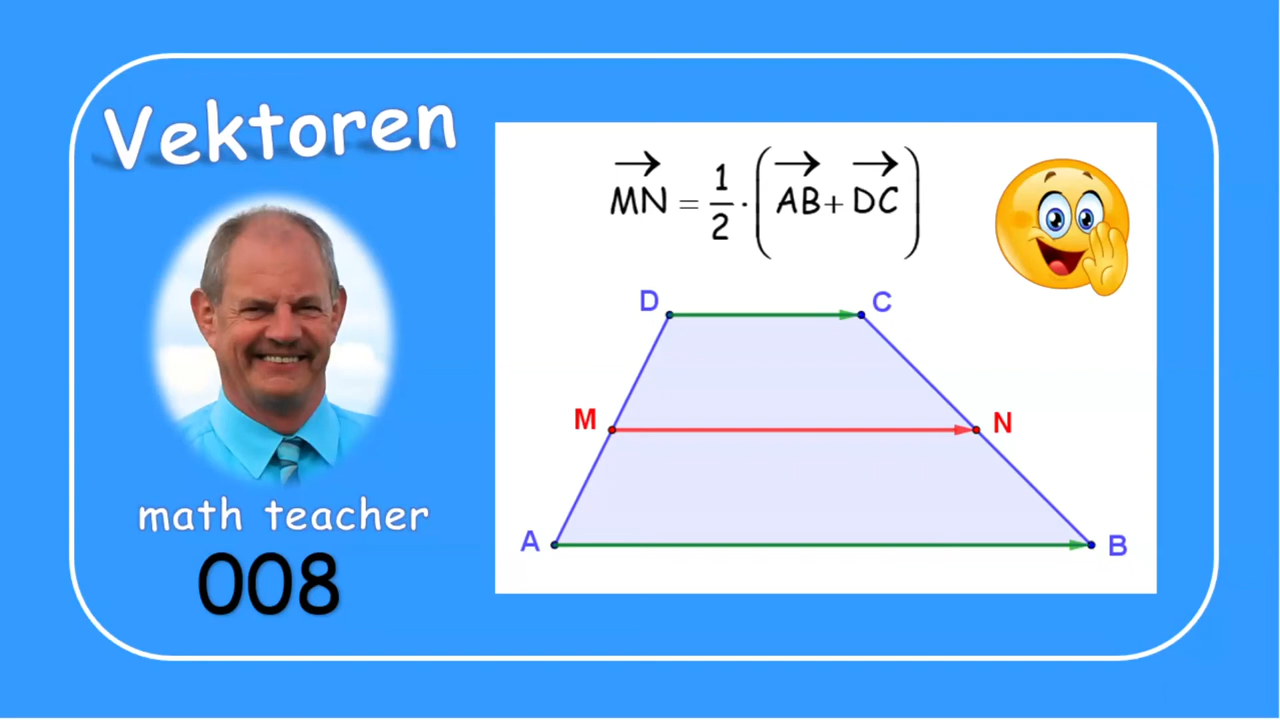 Vektoren
math teacher
008
→ → →
MN = 1/2 · (AB + DC)
D C
M N
A B